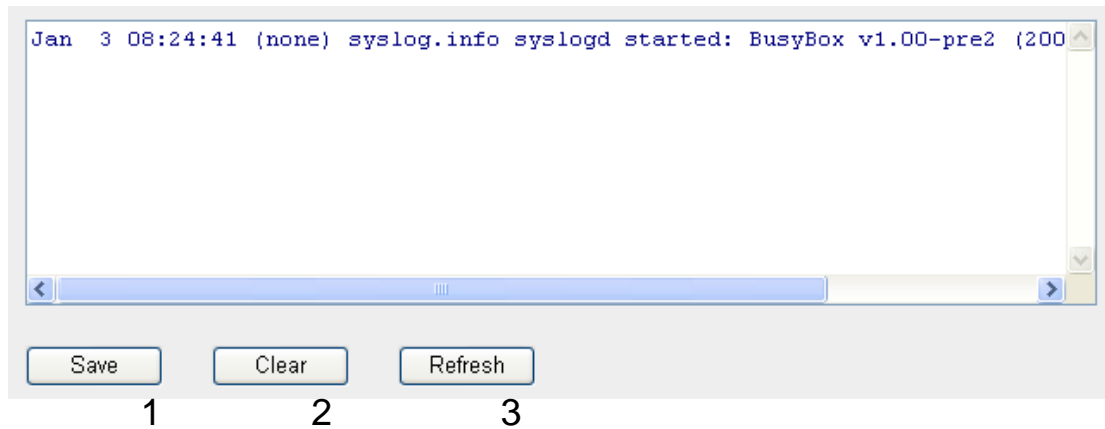 Jan  3 08:24:41 (none) syslog.info syslogd started: BusyBox v1.00-pre2 (200
Save Clear Refresh
1 2 3